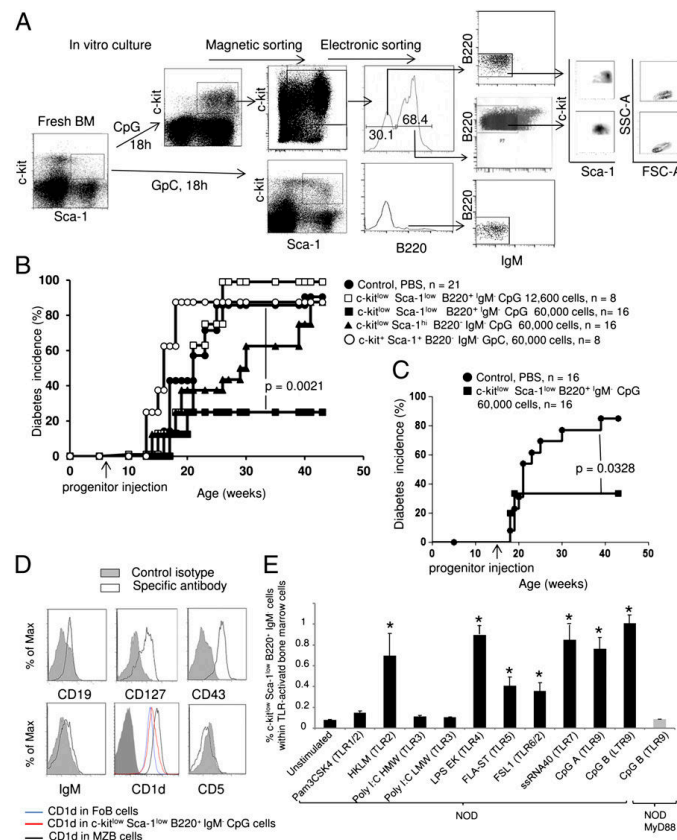 A
In vitro culture
Magnetic sorting
Electronic sorting
Fresh BM
CpG
18h
GpC, 18h
c-kit
Sca-1
c-kit
c-kit
c-kit
Sca-1
30.1
68.4
B220
B220
B220
B220
IgM
c-kit
Sca-1
SSC-A
FSC-A
B
Diabetes incidence (%)
100
80
60
40
20
0
0 10 20 30 40 50
Age (weeks)
progenitor injection
p = 0.0021
Control, PBS, n = 21
c-kitlow Sca-1low B220+ IgM- CpG 12,600 cells, n = 8
c-kitlow Sca-1low B220+ IgM- CpG 60,000 cells, n = 16
c-kitlow Sca-1hi B220- IgM- CpG 60,000 cells, n = 16
c-kit+ Sca-1+ B220- IgM- GpC, 60,000 cells, n = 8
C
Control, PBS, n = 16
c-kitlow Sca-1low B220+ IgM- CpG
60,000 cells, n= 16
Diabetes incidence (%)
100
80
60
40
20
0
p = 0.0328
0 10 20 30 40 50
progenitor injection
Age (weeks)
D
Control isotype
Specific antibody
% of Max
CD19
CD127
CD43
% of Max
IgM
CD1d
CD5
CD1d in FoB cells
CD1d in c-kitlow Sca-1low B220+ IgM- CpG cells
CD1d in MZB cells
E
% c-kitlow Sca-1low B220+ IgM- cells
within TLR-activatd bone marrow cells
1.2
1
0.8
0.6
0.4
0.2
0
* * * * * * *
Unstimulated
Pam3CSK4 (TLR1/2)
HKLM (TLR2)
Poly I:C HMW (TLR3)
Poly I:C LMW (TLR3)
LPS EK (TLR4)
FLA-ST (TLR5)
FSL1 (TLR6/2)
ssRNA40 (TLR7)
CpG A (TLR9)
CpG B (LTR9)
CpG B (TLR9)
NOD
NOD
MyD88